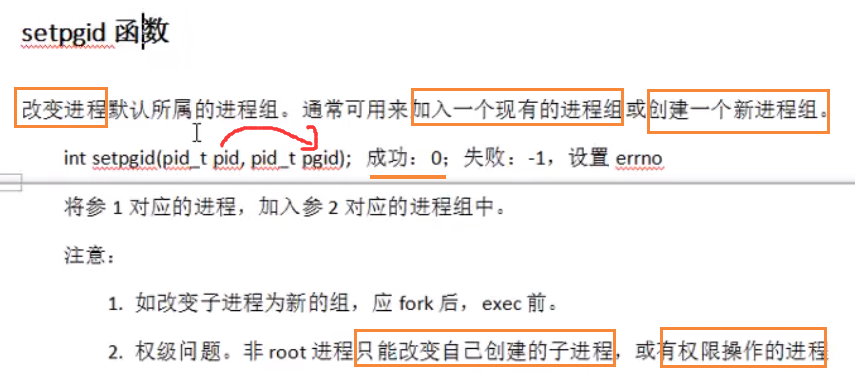 setpgid 函数
改变进程默认所属的进程组。通常可用来加入一个现有的进程组或创建一个新进程组。
int setpgid(pid_t pid, pid_t pgid); 成功：0；失败：-1，设置 errno
将参 1 对应的进程，加入参 2 对应的进程组中。
注意：
1. 如改变子进程为新的组，应 fork 后，exec 前。
2. 权级问题。非 root 进程只能改变自己创建的子进程，或有权限操作的进程